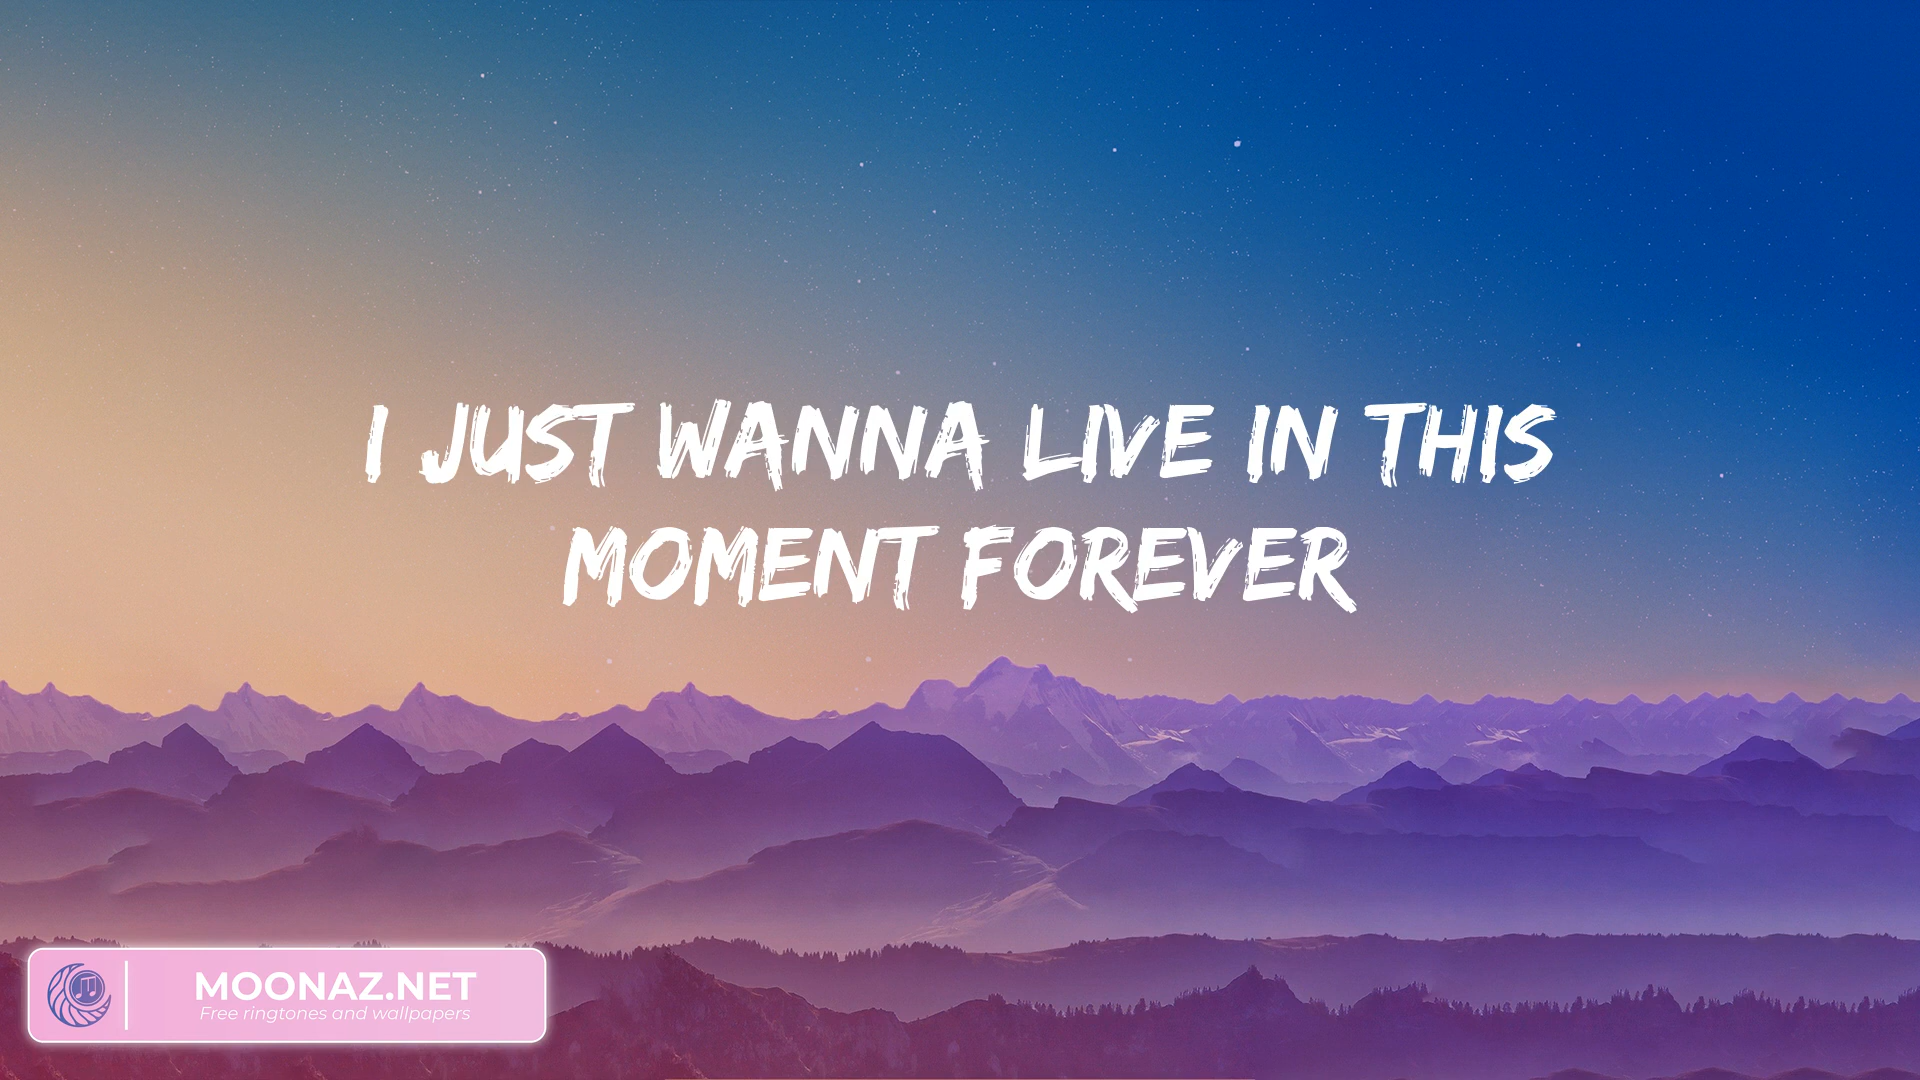 I JUST WANNA LIVE IN THIS
MOMENT FOREVER
MOONAZ.NET
Free ringtones and wallpapers